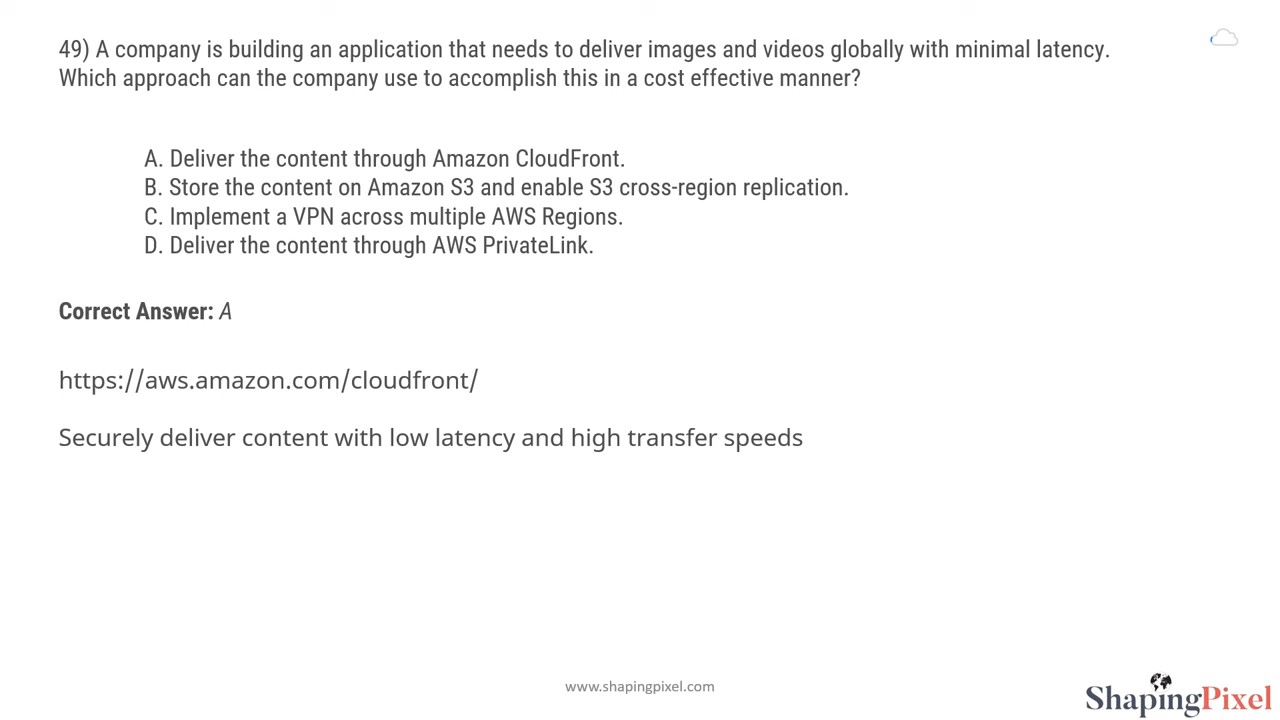 49) A company is building an application that needs to deliver images and videos globally with minimal latency.
Which approach can the company use to accomplish this in a cost effective manner?
A. Deliver the content through Amazon CloudFront.
B. Store the content on Amazon S3 and enable S3 cross-region replication.
C. Implement a VPN across multiple AWS Regions.
D. Deliver the content through AWS PrivateLink.
Correct Answer: A
https://aws.amazon.com/cloudfront/
Securely deliver content with low latency and high transfer speeds
www.shapingpixel.com
ShapingPixel